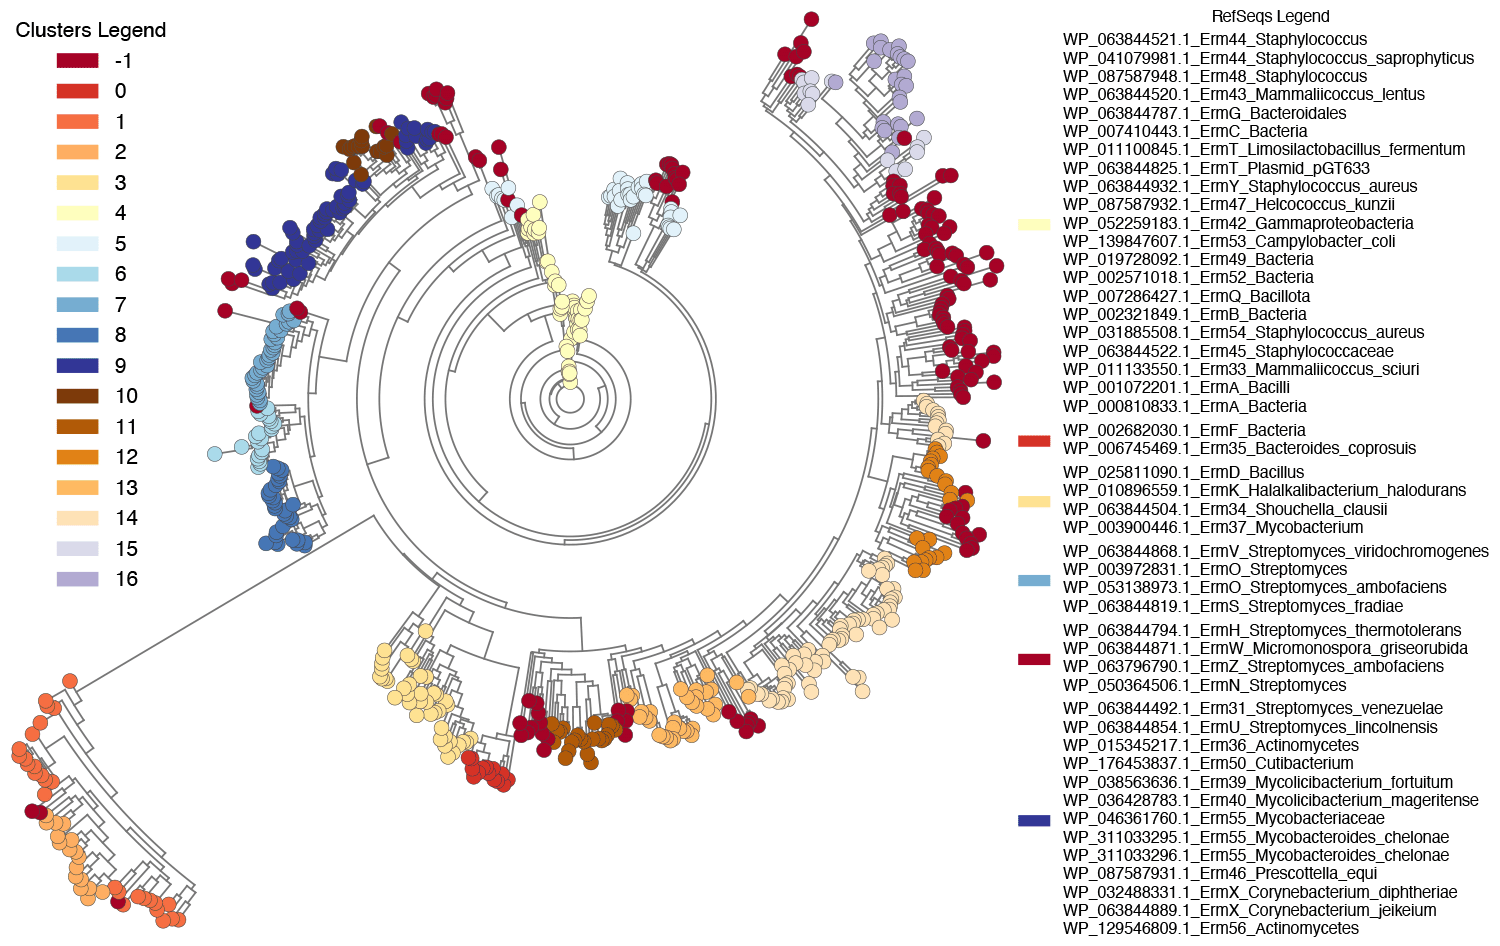 Clusters Legend
-1
0
1
2
3
4
5
6
7
8
9
10
11
12
13
14
15
16
RefSeqs Legend
WP_063844521.1_Erm44_Staphylococcus
WP_041079981.1_Erm44_Staphylococcus_saprophyticus
WP_087587948.1_Erm48_Staphylococcus
WP_063844520.1_Erm43_Mammaliicoccus_lentus
WP_063844787.1_ErmG_Bacteroidales
WP_007410443.1_ErmC_Bacteria
WP_011100845.1_ErmT_Limosilactobacillus_fermentum
WP_063844825.1_ErmT_Plasmid_pGT633
WP_063844932.1_ErmY_Staphylococcus_aureus
WP_087587932.1_Erm47_Helcococcus_kunzii
WP_052259183.1_Erm42_Gammaproteobacteria
WP_139847607.1_Erm53_Campylobacter_coli
WP_019728092.1_Erm49_Bacteria
WP_002571018.1_Erm52_Bacteria
WP_007286427.1_ErmQ_Bacillota
WP_002321849.1_ErmB_Bacteria
WP_031885508.1_Erm54_Staphylococcus_aureus
WP_063844522.1_Erm45_Staphylococcaceae
WP_011133550.1_Erm33_Mammaliicoccus_sciuri
WP_001072201.1_ErmA_Bacilli
WP_000810833.1_ErmA_Bacteria
WP_002682030.1_ErmF_Bacteria
WP_006745469.1_Erm35_Bacteroides_coprosuis
WP_025811090.1_ErmD_Bacillus
WP_010896559.1_ErmK_Halalkalibacterium_halodurans
WP_063844504.1_Erm34_Shouchella_clausii
WP_003900446.1_Erm37_Mycobacterium
WP_063844868.1_ErmV_Streptomyces_viridochromogenes
WP_003972831.1_ErmO_Streptomyces
WP_053138973.1_ErmO_Streptomyces_ambofaciens
WP_063844819.1_ErmS_Streptomyces_fradiae
WP_063844794.1_ErmH_Streptomyces_thermotolerans
WP_063844871.1_ErmW_Micromonospora_griseorubida
WP_063796790.1_ErmZ_Streptomyces_ambofaciens
WP_050364506.1_ErmN_Streptomyces
WP_063844492.1_Erm31_Streptomyces_venezuelae
WP_063844854.1_ErmU_Streptomyces_lincolnensis
WP_015345217.1_Erm36_Actinomycetes
WP_176453837.1_Erm50_Cutibacterium
WP_038563636.1_Erm39_Mycolicibacterium_fortuitum
WP_036428783.1_Erm40_Mycolicibacterium_mageritense
WP_046361760.1_Erm55_Mycobacteriaceae
WP_311033295.1_Erm55_Mycobacteroides_chelonae
WP_311033296.1_Erm55_Mycobacteroides_chelonae
WP_087587931.1_Erm46_Prescottella_equi
WP_032488331.1_ErmX_Corynebacterium_diphtheriae
WP_063844889.1_ErmX_Corynebacterium_jeikeium
WP_129546809.1_Erm56_Actinomycetes